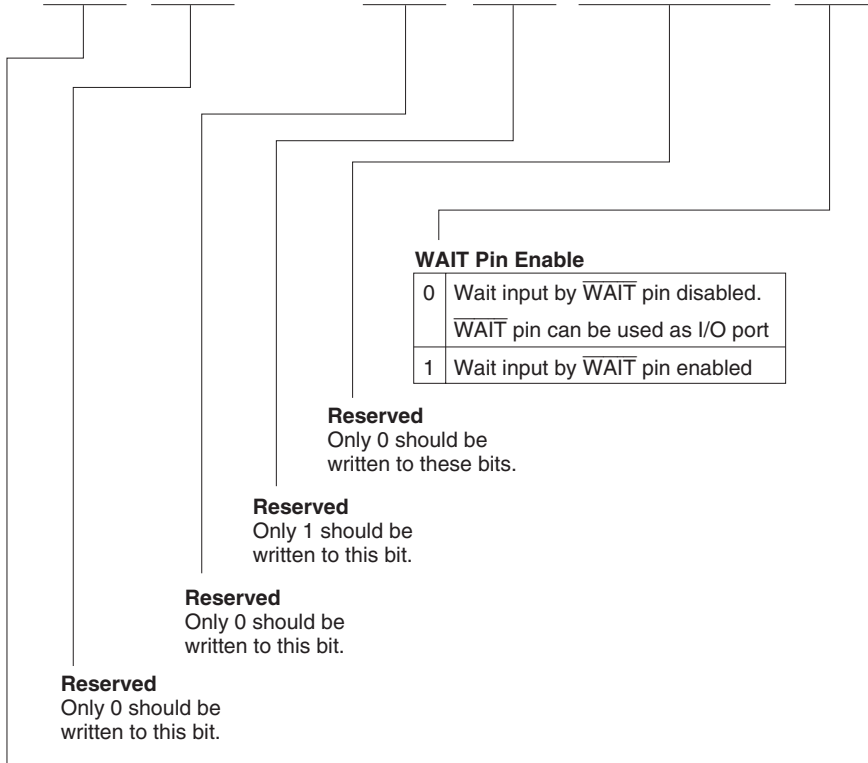 WAIT Pin Enable
0 Wait input by W̅A̅I̅T̅ pin disabled.
W̅A̅I̅T̅ pin can be used as I/O port
1 Wait input by W̅A̅I̅T̅ pin enabled
Reserved
Only 0 should be
written to these bits.
Reserved
Only 1 should be
written to this bit.
Reserved
Only 0 should be
written to this bit.
Reserved
Only 0 should be
written to this bit.